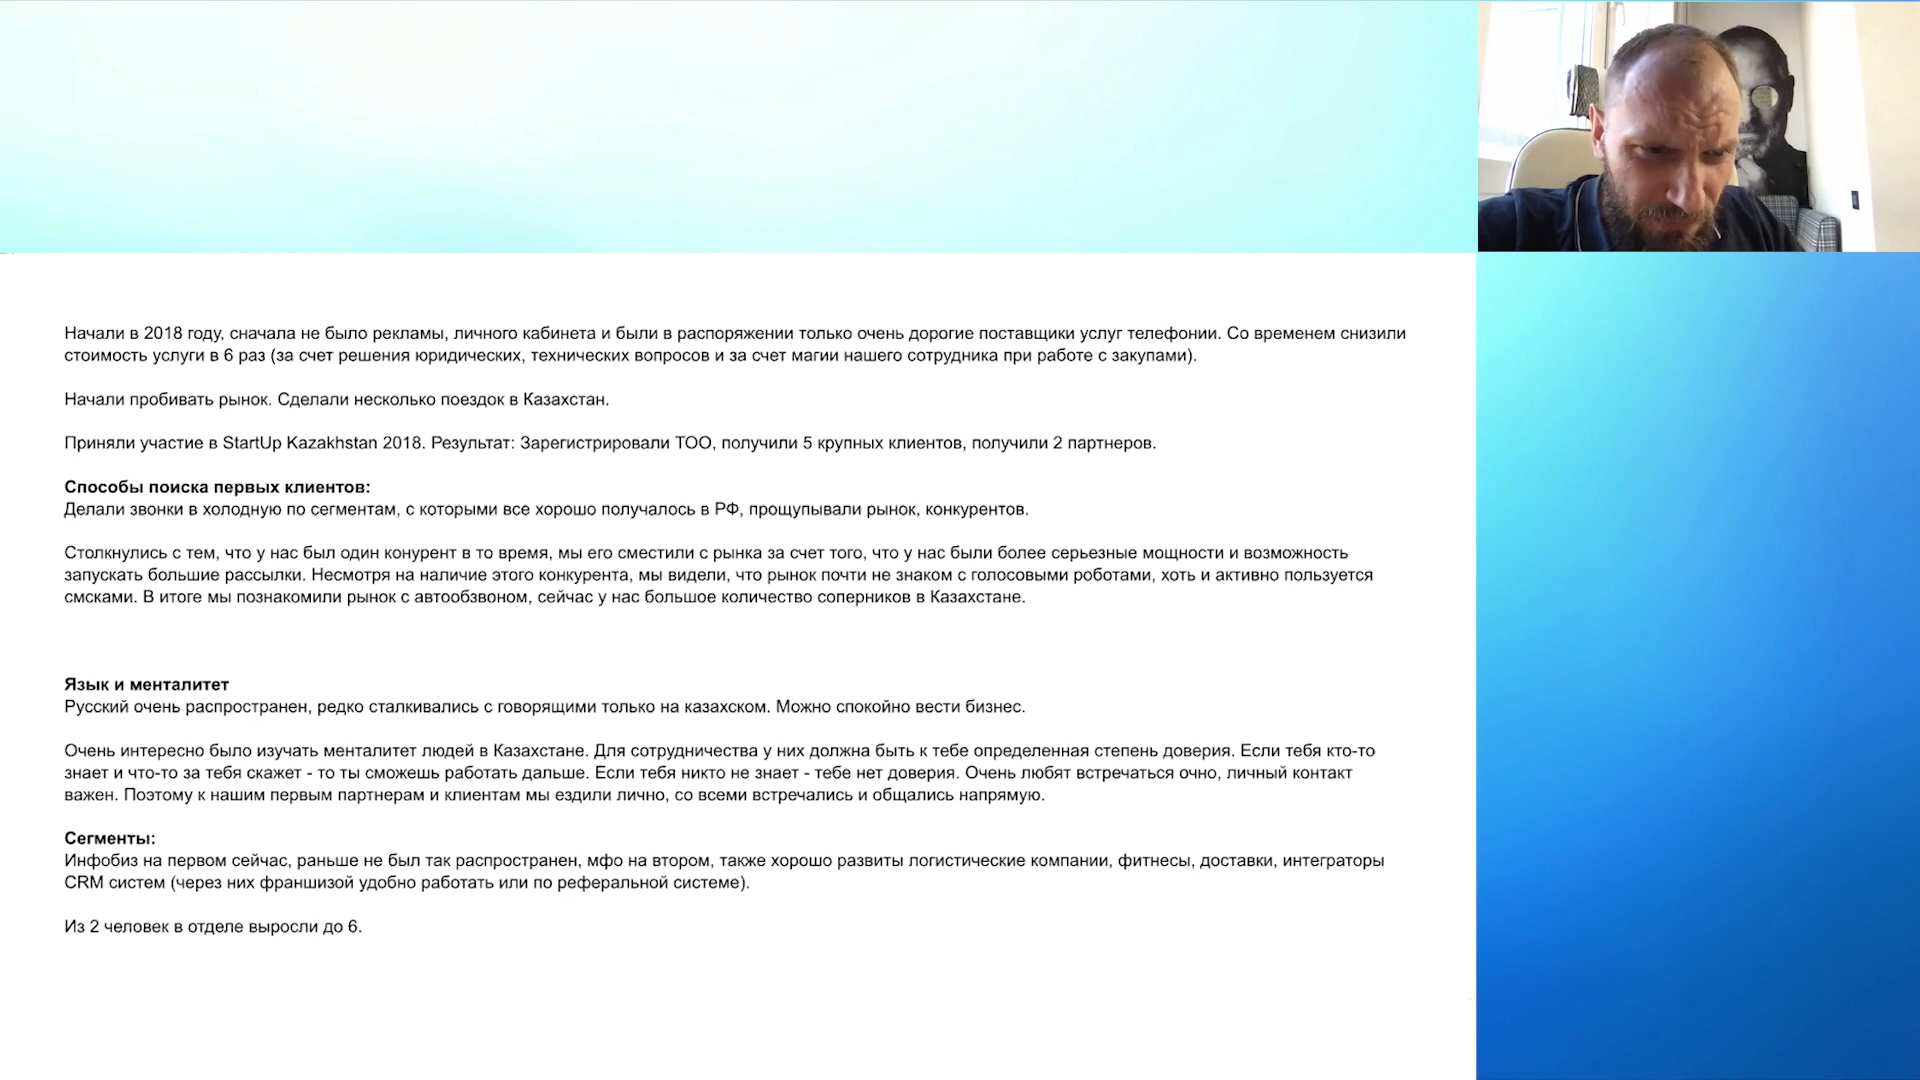 Начали в 2018 году, сначала не было рекламы, личного кабинета и были в распоряжении только очень дорогие поставщики услуг телефонии. Со временем снизили
стоимость услуги в 6 раз (за счет решения юридических, технических вопросов и за счет магии нашего сотрудника при работе с закупами).
Начали пробивать рынок. Сделали несколько поездок в Казахстан.
Приняли участие в StartUp Kazakhstan 2018. Результат: Зарегистрировали ТОО, получили 5 крупных клиентов, получили 2 партнеров.
Способы поиска первых клиентов:
Делали звонки в холодную по сегментам, с которыми все хорошо получалось в РФ, прощупывали рынок, конкурентов.
Столкнулись с тем, что у нас был один конурент в то время, мы его сместили с рынка за счет того, что у нас были более серьезные мощности и возможность
запускать большие рассылки. Несмотря на наличие этого конкурента, мы видели, что рынок почти не знаком с голосовыми роботами, хоть и активно пользуется
смсками. В итоге мы познакомили рынок с автообзвоном, сейчас у нас большое количество соперников в Казахстане.
Язык и менталитет
Русский очень распространен, редко сталкивались с говорящими только на казахском. Можно спокойно вести бизнес.
Очень интересно было изучать менталитет людей в Казахстане. Для сотрудничества у них должна быть к тебе определенная степень доверия. Если тебя кто-то
знает и что-то за тебя скажет - то ты сможешь работать дальше. Если тебя никто не знает - тебе нет доверия. Очень любят встречаться очно, личный контакт
важен. Поэтому к нашим первым партнерам и клиентам мы ездили лично, со всеми встречались и общались напрямую.
Сегменты:
Инфобиз на первом сейчас, раньше не был так распространен, мфо на втором, также хорошо развиты логистические компании, фитнесы, доставки, интеграторы
CRM систем (через них франшизой удобно работать или по реферальной системе).
Из 2 человек в отделе выросли до 6.